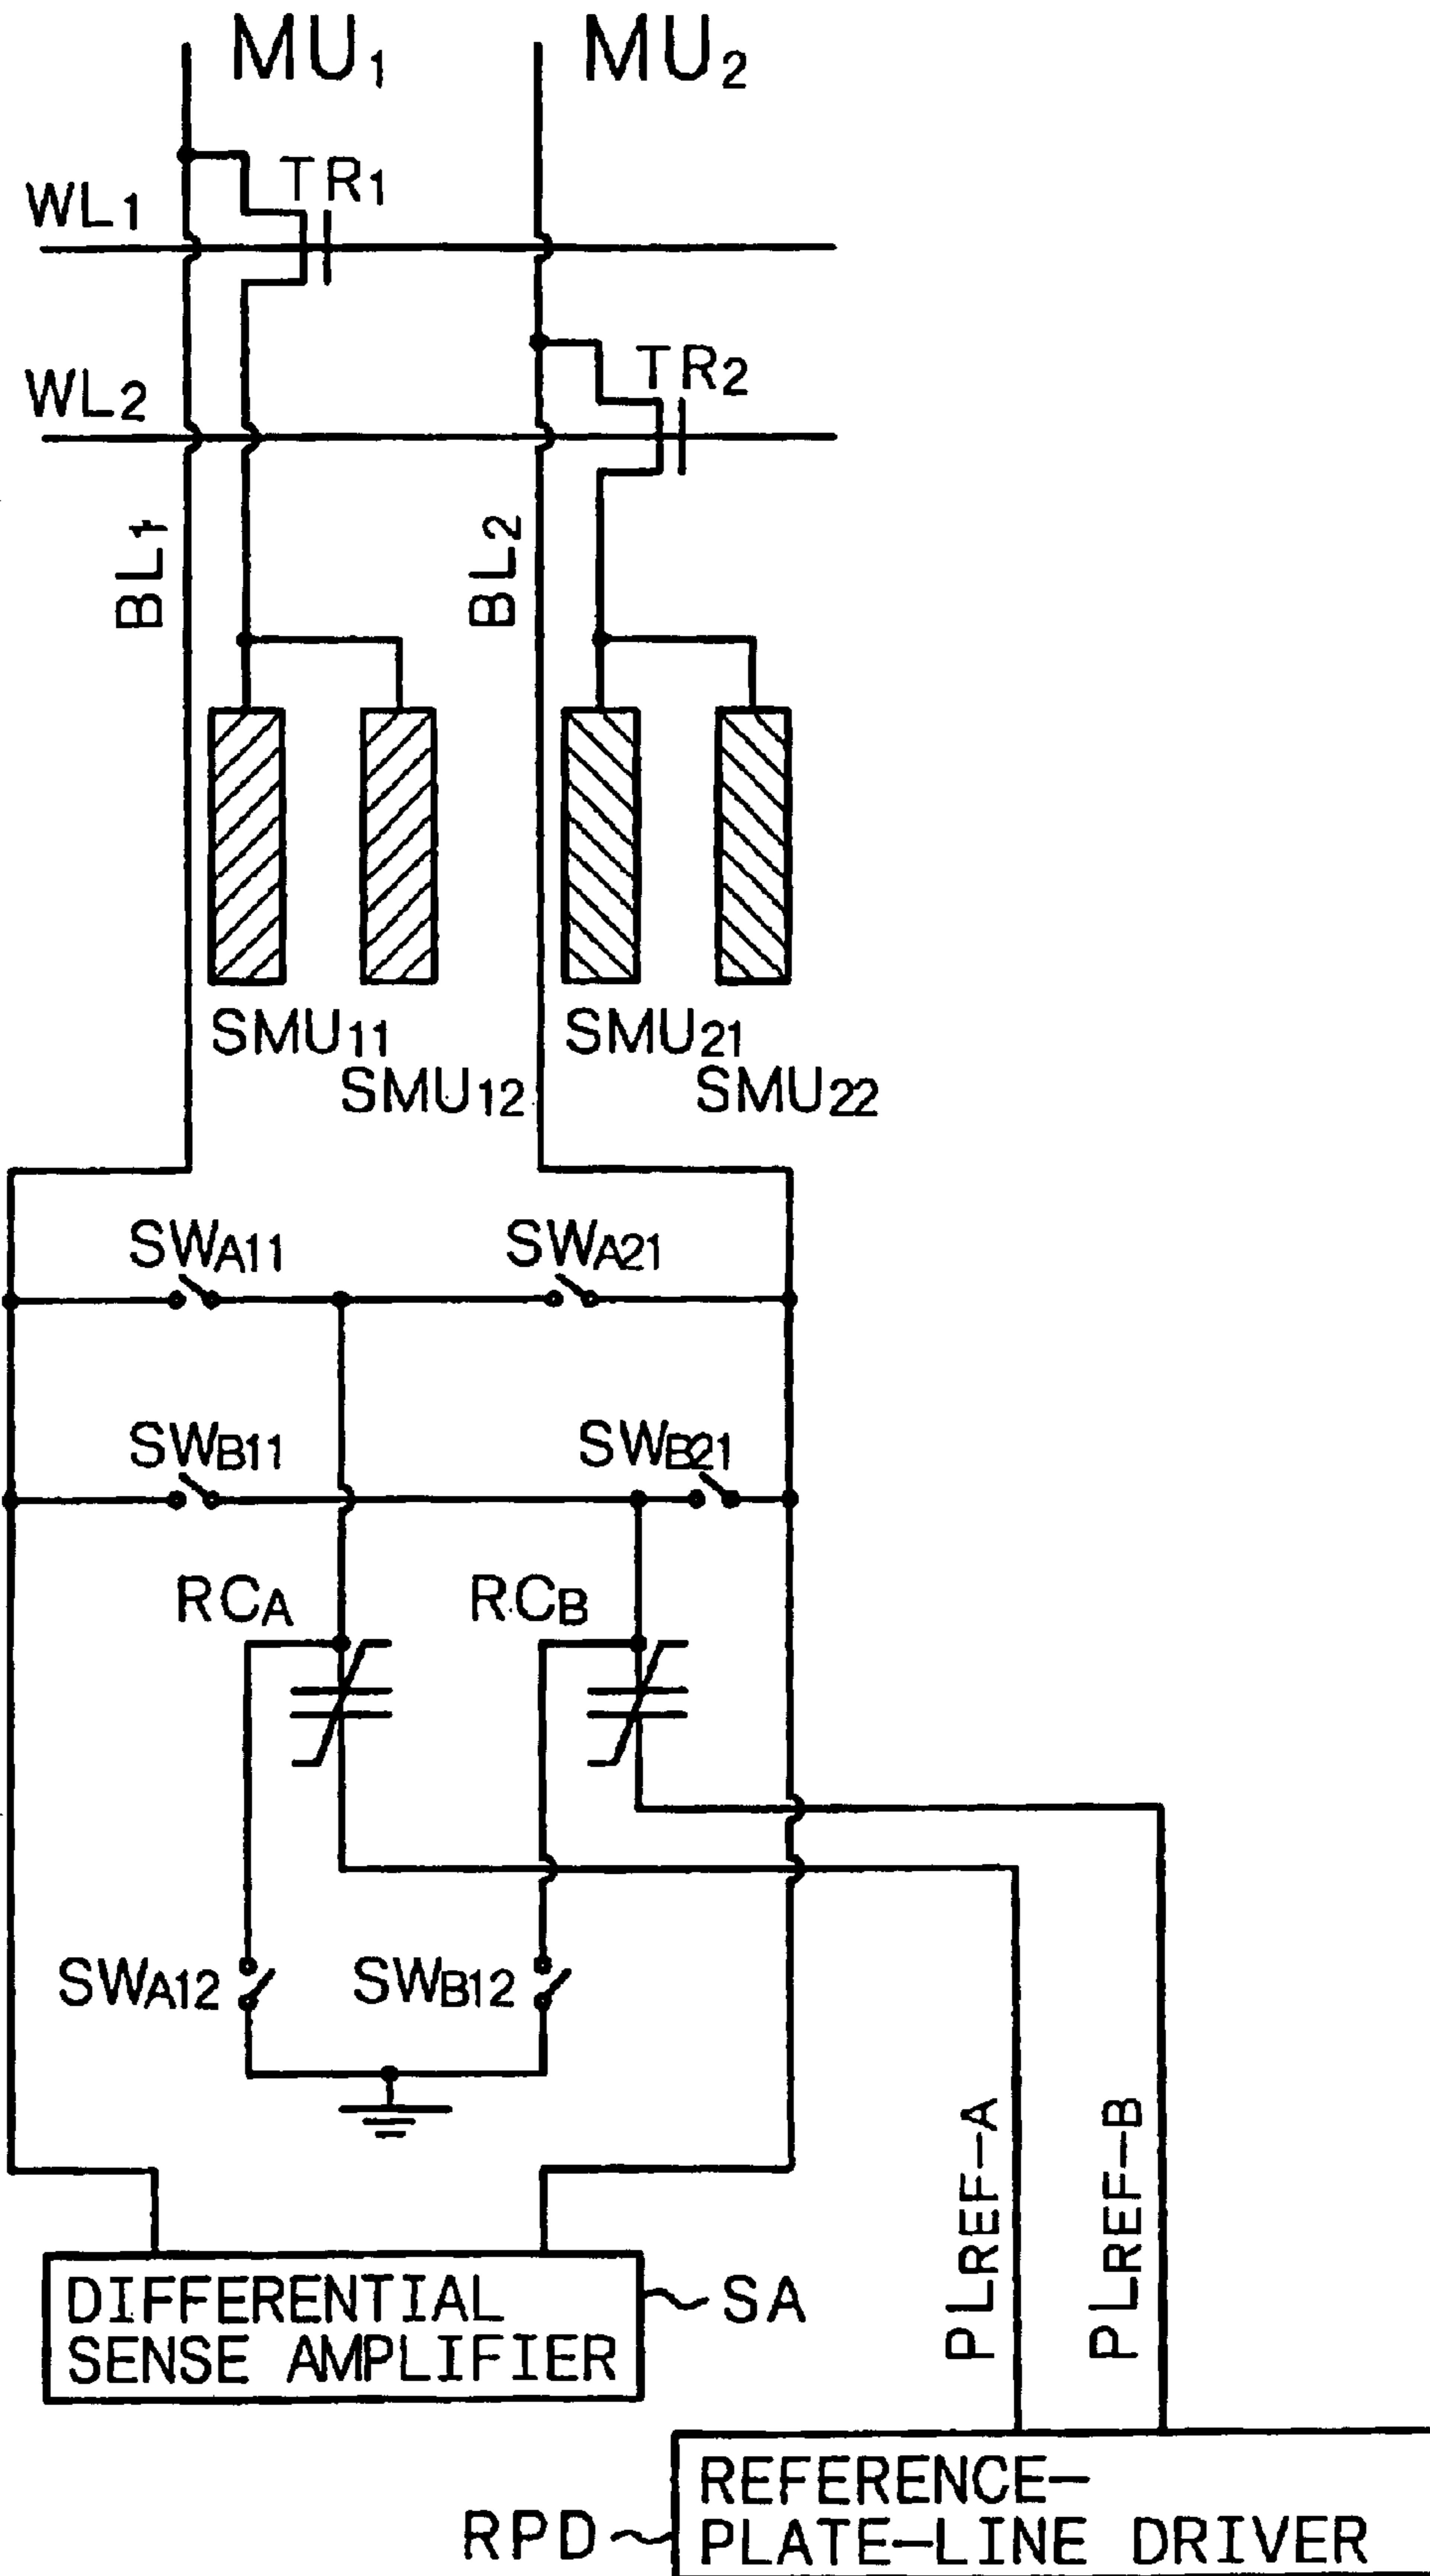 MU1 MU2
TR1
WL1
TR2
WL2
BL1
BL2
SMU11 SMU21
SMU12 SMU22
SWA11 SWA21
SWB11 SWB21
RCA RCB
SWA12 SWB12
PLREF-A
PLREF-B
DIFFERENTIAL
SENSE AMPLIFIER
SA
REFERENCE-
PLATE-LINE DRIVER
RPD